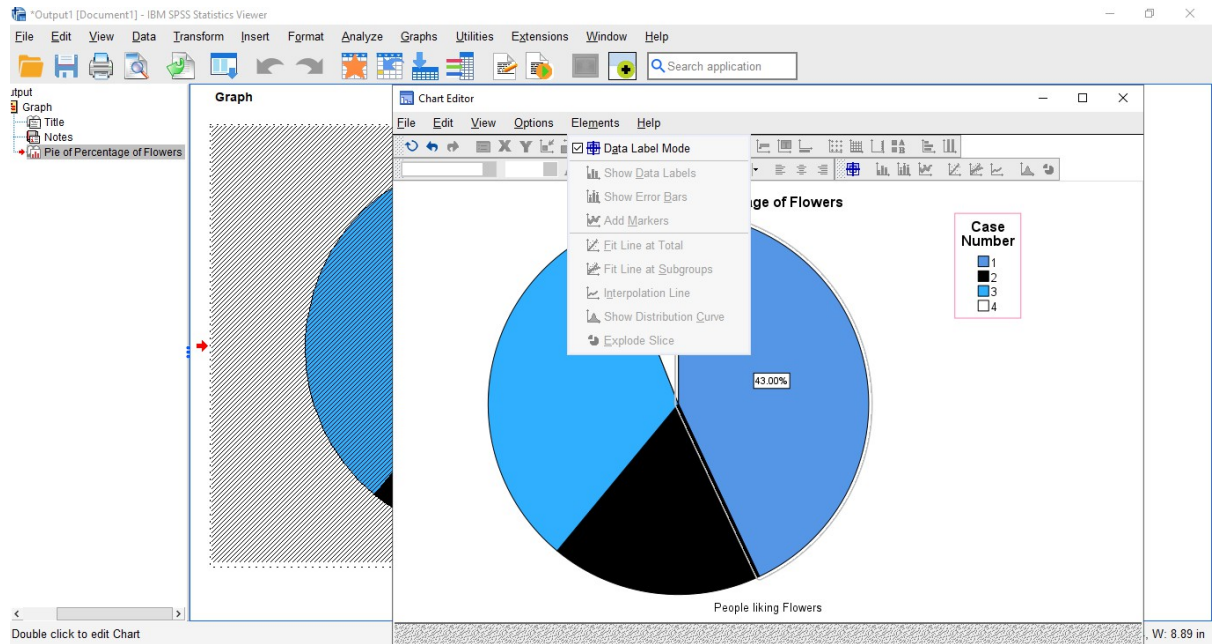 *Output1 [Document1] - IBM SPSS Statistics Viewer
File Edit View Data Transform Insert Format Analyze Graphs Utilities Extensions Window Help
Search application
Graph
Title
Notes
Pie of Percentage of Flowers
Graph
Chart Editor
File Edit View Options Elements Help
Data Label Mode
Show Data Labels
Show Error Bars
Add Markers
Fit Line at Total
Fit Line at Subgroups
Interpolation Line
Show Distribution Curve
Explode Slice
of Flowers
Case
Number
1
2
3
4
43.00%
People liking Flowers
Double click to edit Chart
W: 8.89 in